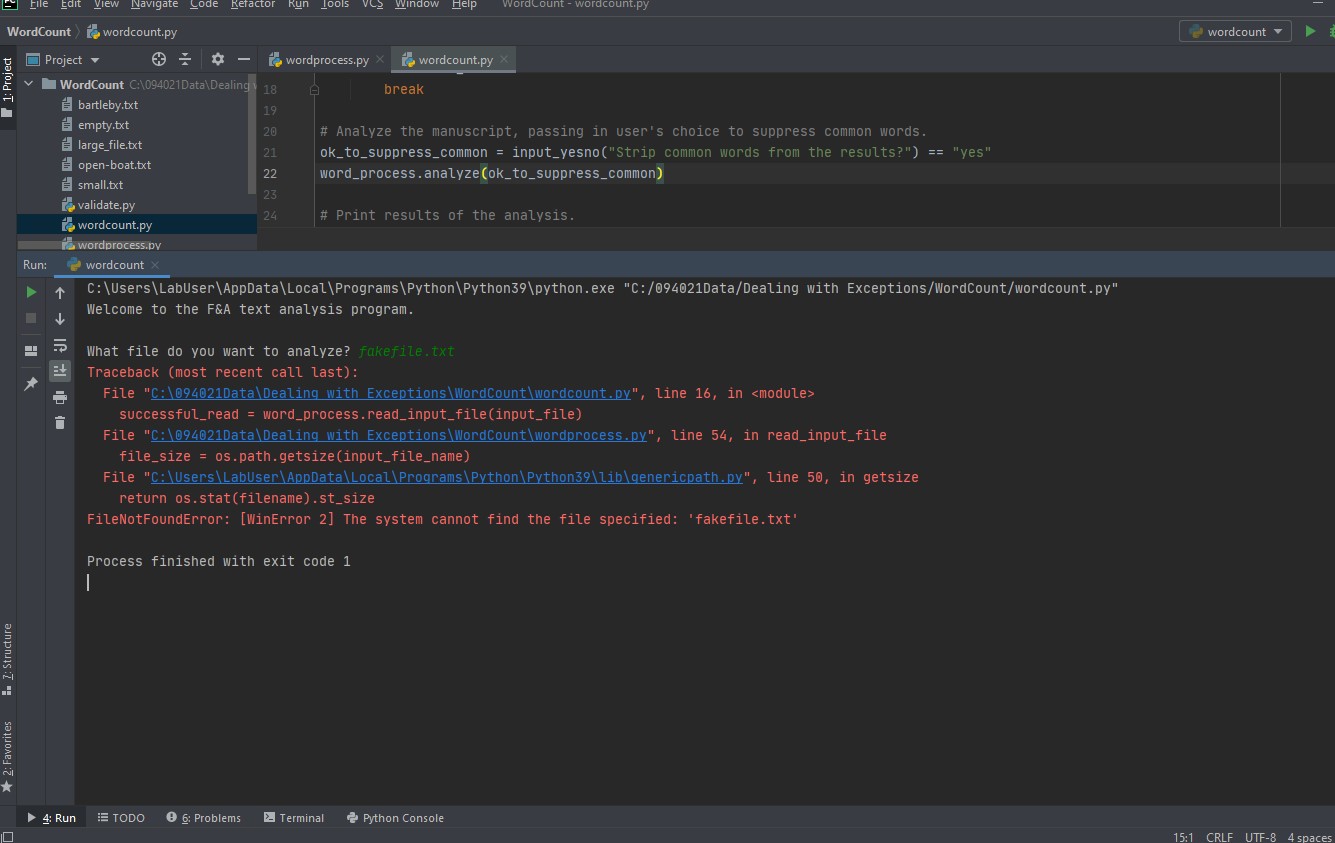 File Edit View Navigate Code Refactor Run Tools VCS Window Help WordCount - wordcount.py
WordCount wordcount.py wordcount
1: Project
Project
wordprocess.py wordcount.py
WordCount C:\094021Data\Dealing
bartleby.txt
empty.txt
large_file.txt
open-boat.txt
small.txt
validate.py
wordcount.py
wordprocess.py
18 break
19
20 # Analyze the manuscript, passing in user's choice to suppress common words.
21 ok_to_suppress_common = input_yesno("Strip common words from the results?") == "yes"
22 word_process.analyze(ok_to_suppress_common)
23
24 # Print results of the analysis.
Run: wordcount
C:\Users\LabUser\AppData\Local\Programs\Python\Python39\python.exe "C:/094021Data/Dealing with Exceptions/WordCount/wordcount.py"
Welcome to the F&A text analysis program.
What file do you want to analyze? fakefile.txt
Traceback (most recent call last):
File "C:\094021Data\Dealing with Exceptions\WordCount\wordcount.py", line 16, in <module>
successful_read = word_process.read_input_file(input_file)
File "C:\094021Data\Dealing with Exceptions\WordCount\wordprocess.py", line 54, in read_input_file
file_size = os.path.getsize(input_file_name)
File "C:\Users\LabUser\AppData\Local\Programs\Python\Python39\lib\genericpath.py", line 50, in getsize
return os.stat(filename).st_size
FileNotFoundError: [WinError 2] The system cannot find the file specified: 'fakefile.txt'
Process finished with exit code 1
7: Structure
2: Favorites
4: Run TODO 6: Problems Terminal Python Console
15:1 CRLF UTF-8 4 spaces